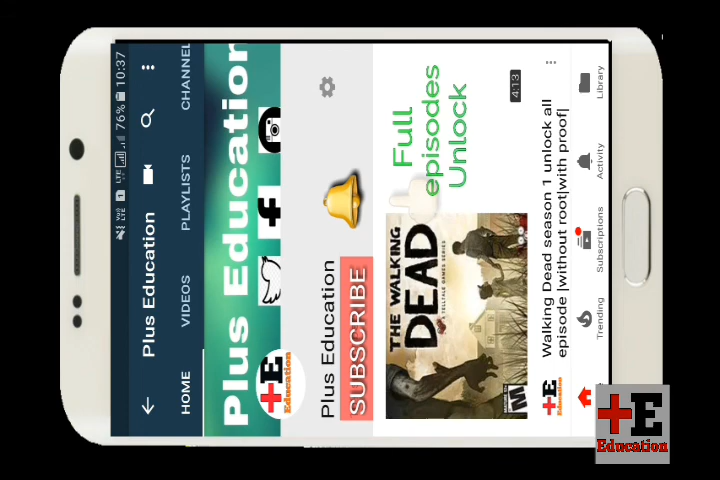 76% 10:37
Plus Education
HOME VIDEOS PLAYLISTS CHANNEL
Plus Education
+E
Education
Plus Education
SUBSCRIBE
Full
episodes
Unlock
THE WALKING
DEAD
A TELLTALE GAMES SERIES
M
4:13
+E
Education
Walking Dead season 1 unlock all
episode |without root|with proof|
Trending Subscriptions Activity Library
+E
Education